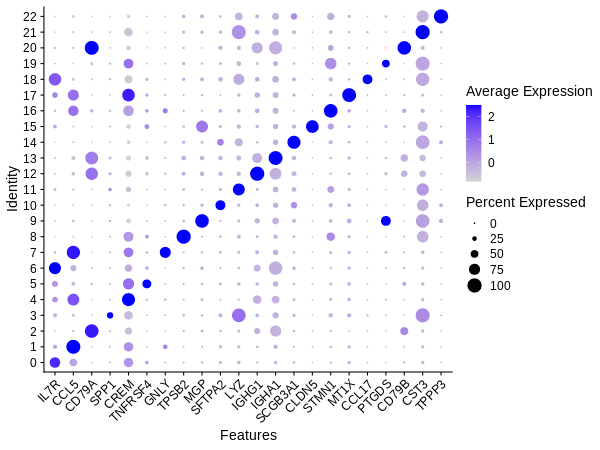 22
21
20
19
18
17
16
15
14
13
12
11
10
9
8
7
6
5
4
3
2
1
0
Identity
IL7R
CCL5
CD79A
SPP1
CREM
TNFRSF4
GNLY
TPSB2
MGP
SFTPA2
LYZ
IGHG1
IGHA1
SCGB3A1
CLDN5
STMN1
MT1X
CCL17
PTGDS
CD79B
CST3
TPPP3
Features
Average Expression
2
1
0
Percent Expressed
0
25
50
75
100